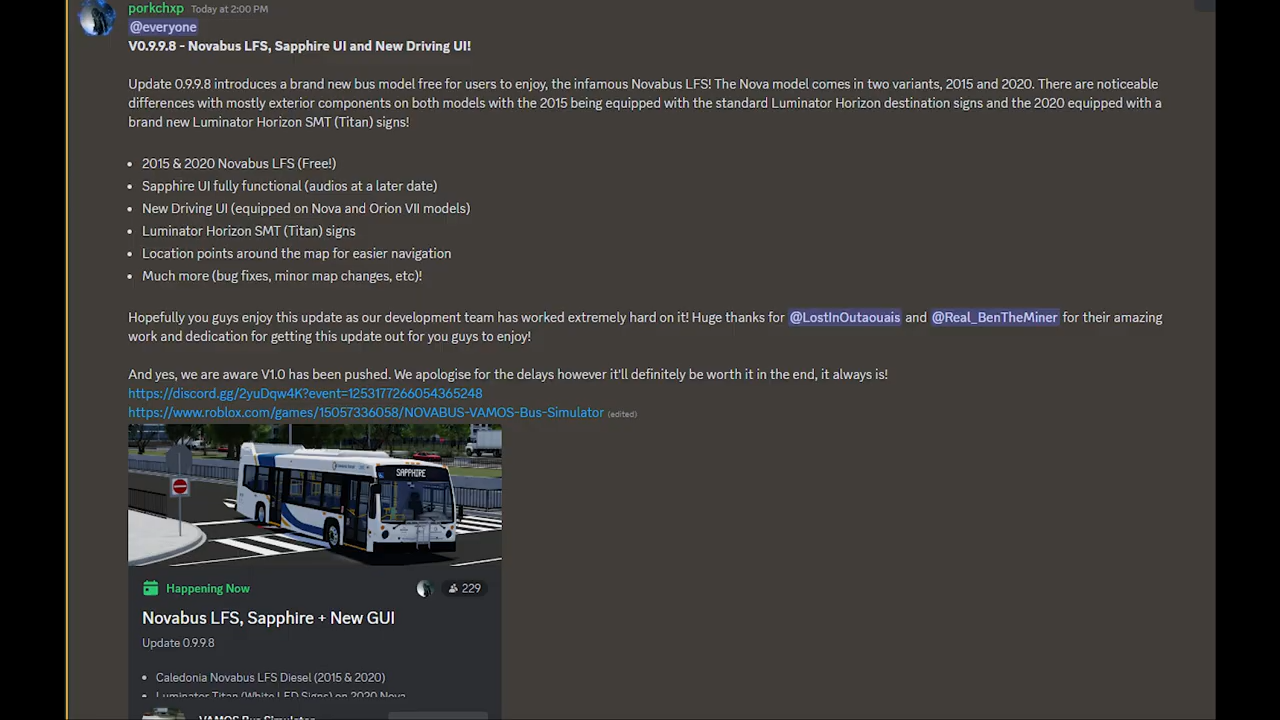 porkchxp Today at 2:00 PM
@everyone
V0.9.9.8 - Novabus LFS, Sapphire UI and New Driving UI!
Update 0.9.9.8 introduces a brand new bus model free for users to enjoy, the infamous Novabus LFS! The Nova model comes in two variants, 2015 and 2020. There are noticeable
differences with mostly exterior components on both models with the 2015 being equipped with the standard Luminator Horizon destination signs and the 2020 equipped with a
brand new Luminator Horizon SMT (Titan) signs!
• 2015 & 2020 Novabus LFS (Free!)
• Sapphire UI fully functional (audios at a later date)
• New Driving UI (equipped on Nova and Orion VII models)
• Luminator Horizon SMT (Titan) signs
• Location points around the map for easier navigation
• Much more (bug fixes, minor map changes, etc)!
Hopefully you guys enjoy this update as our development team has worked extremely hard on it! Huge thanks for @LostInOutaouais and @Real_BenTheMiner for their amazing
work and dedication for getting this update out for you guys to enjoy!
And yes, we are aware V1.0 has been pushed. We apologise for the delays however it'll definitely be worth it in the end, it always is!
https://discord.gg/2yuDqw4K?event=1253177266054365248
https://www.roblox.com/games/15057336058/NOVABUS-VAMOS-Bus-Simulator (edited)
SAPPHIRE
Happening Now 229
Novabus LFS, Sapphire + New GUI
Update 0.9.9.8
• Caledonia Novabus LFS Diesel (2015 & 2020)
• Luminator Titan (White LED Signs) on 2020 Nova
VAMOS Bus Simulator